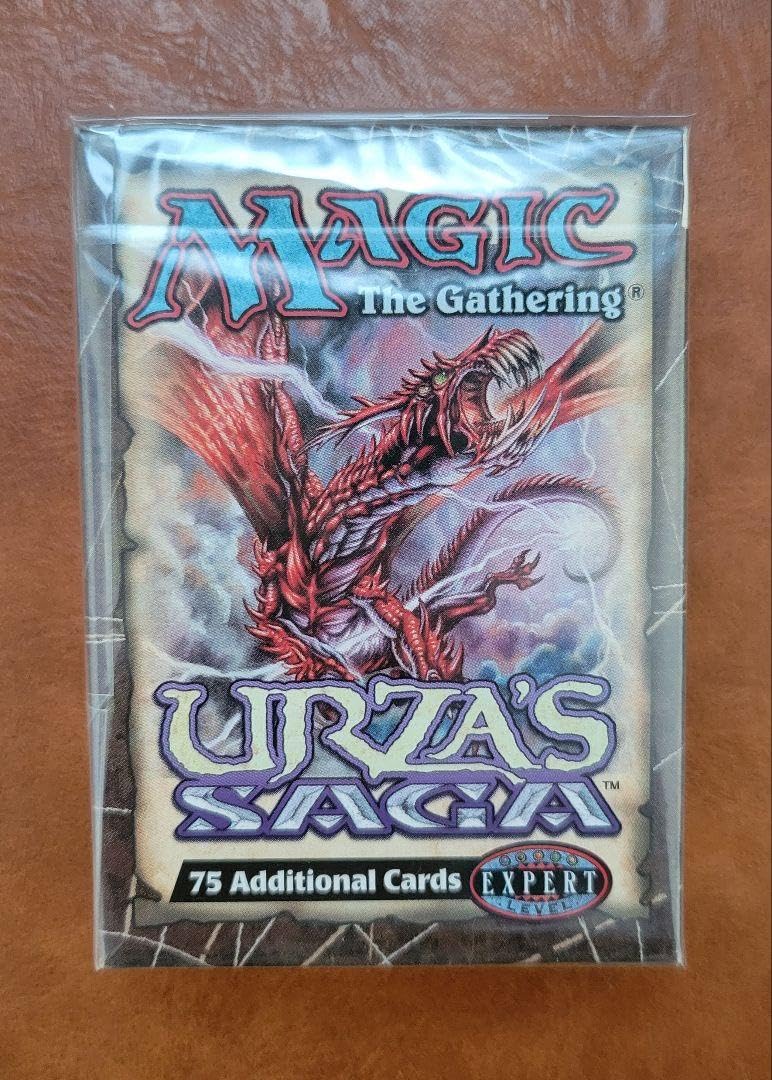 MAGIC
The Gathering®
URZA'S
SAGA™
75 Additional Cards
EXPERT
LEVEL